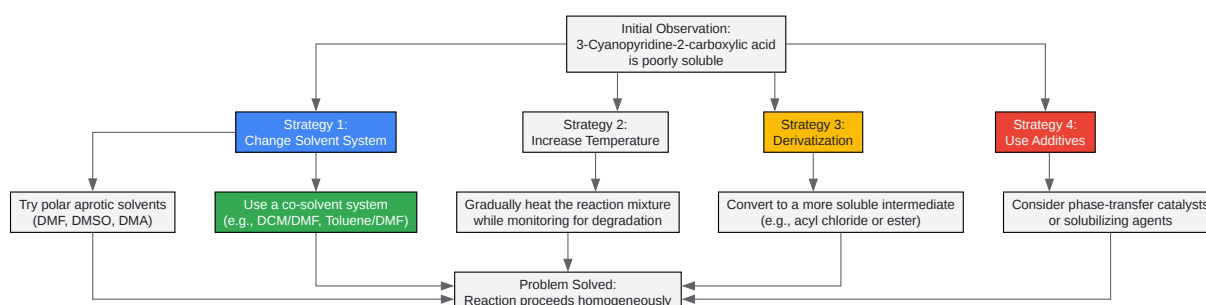 Initial Observation:
3-Cyanopyridine-2-carboxylic acid
is poorly soluble
Strategy 1:
Change Solvent System
Strategy 2:
Increase Temperature
Strategy 3:
Derivatization
Strategy 4:
Use Additives
Try polar aprotic solvents
(DMF, DMSO, DMA)
Use a co-solvent system
(e.g., DCM/DMF, Toluene/DMF)
Gradually heat the reaction mixture
while monitoring for degradation
Convert to a more soluble intermediate
(e.g., acyl chloride or ester)
Consider phase-transfer catalysts
or solubilizing agents
Problem Solved:
Reaction proceeds homogeneously